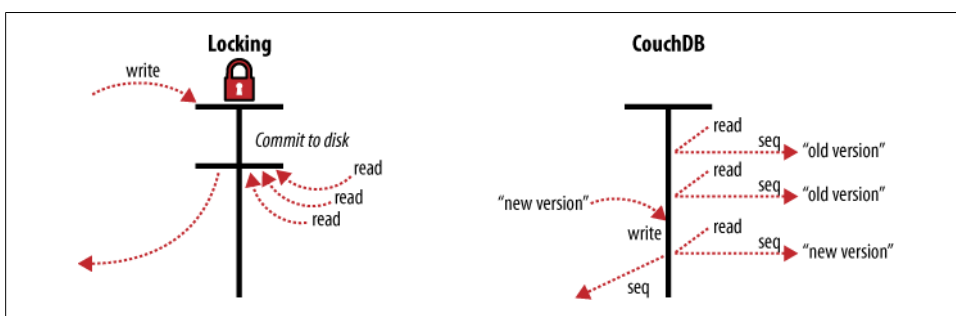 Locking
write
Commit to disk
read
read
read
CouchDB
read
seq
“old version”
read
seq
“old version”
“new version”
write
read
seq
“new version”
seq